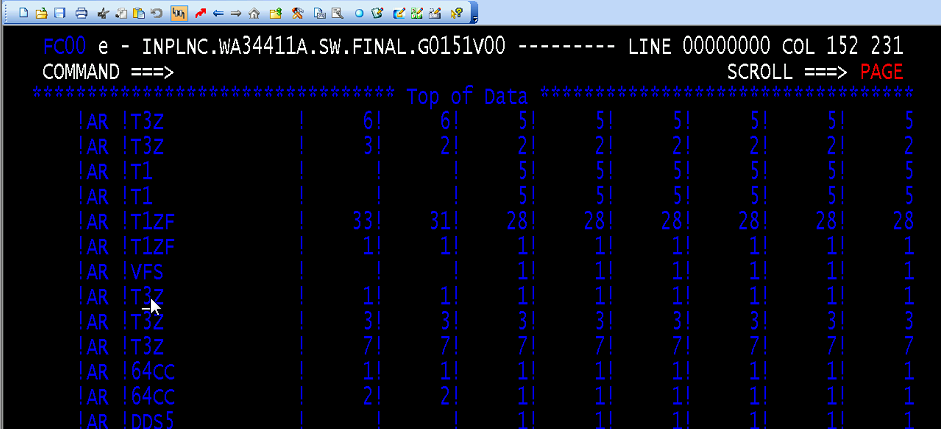 FC00 e - INPLNC.WA34411A.SW.FINAL.G0151V00 --------- LINE 00000000 COL 152 231
COMMAND ===> SCROLL ===> PAGE
********************************* Top of Data **********************************
!AR !T3Z ! 6! 6! 5! 5! 5! 5! 5! 5
!AR !T3Z ! 3! 2! 2! 2! 2! 2! 2! 2
!AR !T1 ! ! ! 5! 5! 5! 5! 5! 5
!AR !T1 ! ! ! 5! 5! 5! 5! 5! 5
!AR !T1ZF ! 33! 31! 28! 28! 28! 28! 28! 28
!AR !T1ZF ! 1! 1! 1! 1! 1! 1! 1! 1
!AR !VFS ! ! ! 1! 1! 1! 1! 1! 1
!AR !T3Z ! 1! 1! 1! 1! 1! 1! 1! 1
!AR !T3Z ! 3! 3! 3! 3! 3! 3! 3! 3
!AR !T3Z ! 7! 7! 7! 7! 7! 7! 7! 7
!AR !64CC ! 1! 1! 1! 1! 1! 1! 1! 1
!AR !64CC ! 2! 2! 1! 1! 1! 1! 1! 1
!AR !DDS5 ! ! ! 1! 1! 1! 1! 1! 1